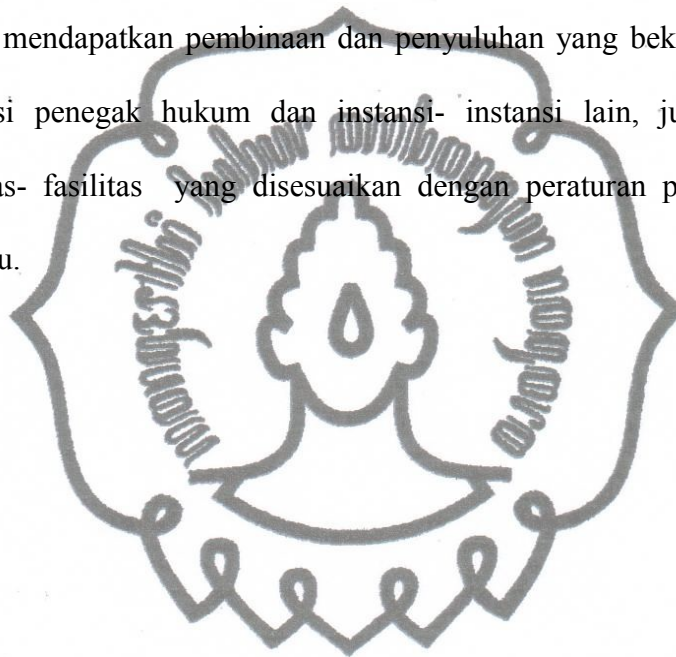 mendapatkan pembinaan dan penyuluhan yang bek
si penegak hukum dan instansi- instansi lain, ju
as- fasilitas yang disesuaikan dengan peraturan p
u.